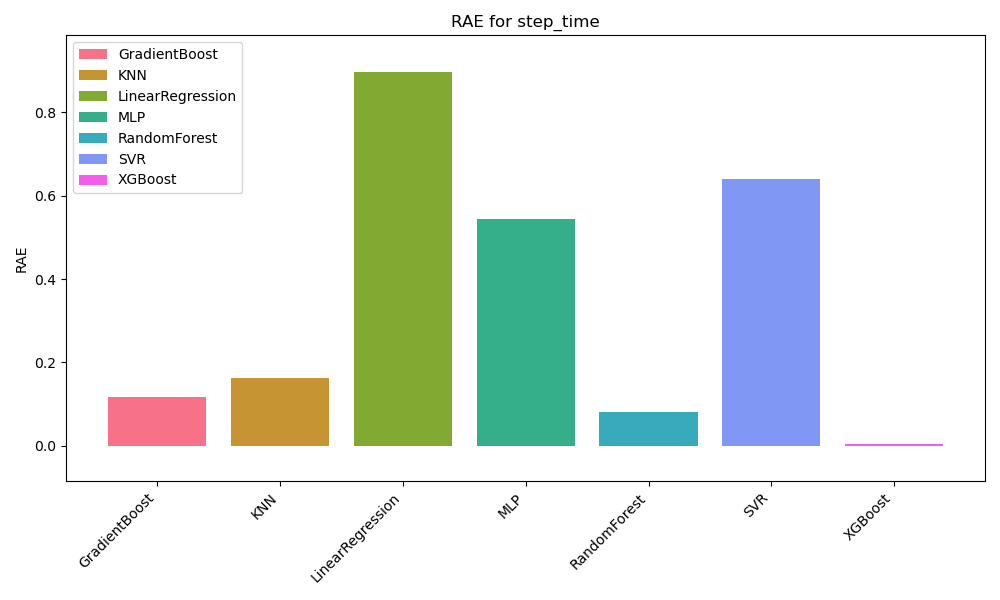 RAE for step_time
GradientBoost
KNN
LinearRegression
MLP
RandomForest
SVR
XGBoost
RAE
0.8
0.6
0.4
0.2
0.0
GradientBoost
KNN
LinearRegression
MLP
RandomForest
SVR
XGBoost